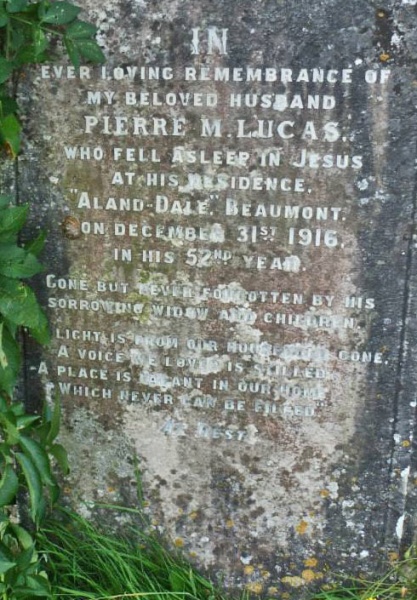 IN
EVER LOVING REMEMBRANCE OF
MY BELOVED HUSBAND
PIERRE M. LUCAS.
WHO FELL ASLEEP IN JESUS
AT HIS RESIDENCE,
"ALAND-DALE," BEAUMONT,
ON DECEMBER 31ST 1916,
IN HIS 52ND YEAR.
GONE BUT NEVER FORGOTTEN BY HIS
SORROWING WIDOW AND CHILDREN.
LIGHT IS FROM OUR HOUSEHOLD GONE,
A VOICE WE LOVED IS STILLED
A PLACE IS VACANT IN OUR HOME
WHICH NEVER CAN BE FILLED
AT REST